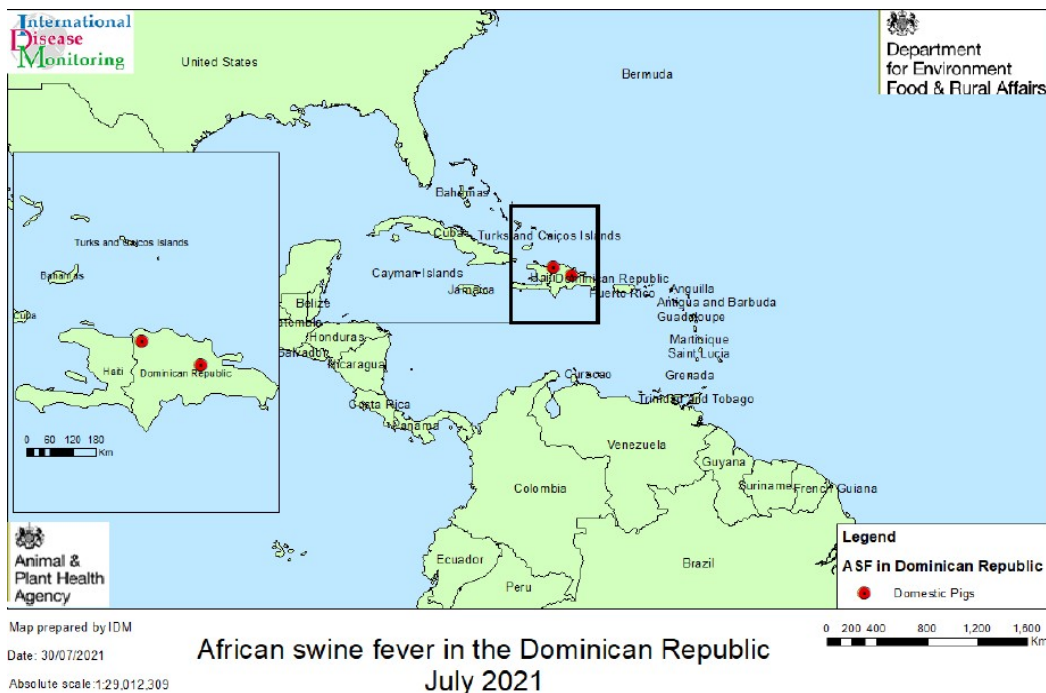 International
Disease
Monitoring
Department
for Environment
Food & Rural Affairs
United States
Bermuda
Bahamas
Cuba
Turks and Caiços Islands
Cayman Islands
Haiti
Dominican Republic
Jamaica
Puerto Rico
Anguilla
Antigua and Barbuda
Guadeloupe
Martinique
Saint Lucia
Grenada
Curacao
Trinidad and Tobago
Belize
Honduras
Nicaragua
Costa Rica
Panama
Venezuela
Guyana
Suriname
French Guiana
Colombia
Ecuador
Peru
Brazil
Turks and Caiços Islands
Bahamas
Cuba
Haiti
Dominican Republic
0 60 120 180
Km
Animal &
Plant Health
Agency
Legend
ASF in Dominican Republic
Domestic Pigs
Map prepared by IDM
Date: 30/07/2021
Absolute scale:1:29,012,309
African swine fever in the Dominican Republic
July 2021
0 200 400 800 1,200 1,600
Km